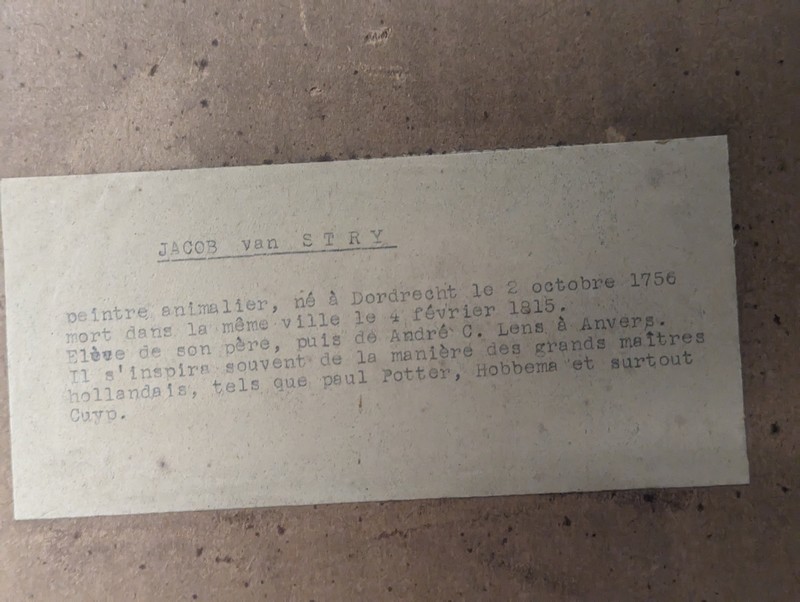 JACOB van S T R Y
peintre animalier, né à Dordrecht le 2 octobre 1756
mort dans la même ville le 4 février 1815.
Elève de son père, puis de André C. Lens à Anvers.
Il s'inspira souvent de la manière des grands maîtres
hollandais, tels que paul Potter, Hobbema et surtout
Cuyp.